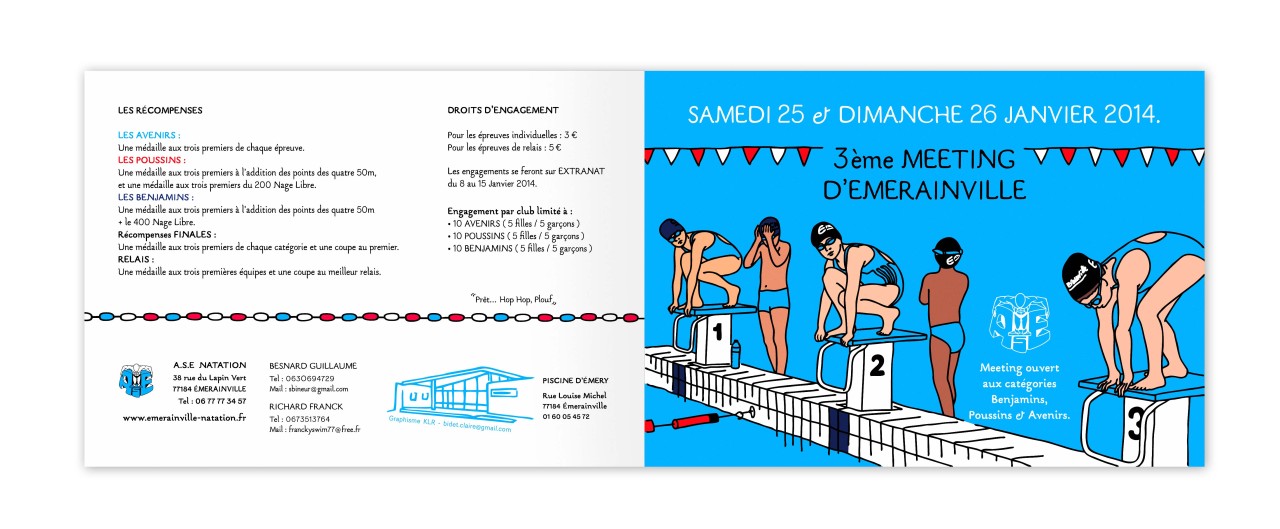 LES RÉCOMPENSES
LES AVENIRS :
Une médaille aux trois premiers de chaque épreuve.
LES POUSSINS :
Une médaille aux trois premiers à l'addition des points des quatre 50m,
et une médaille aux trois premiers du 200 Nage Libre.
LES BENJAMINS :
Une médaille aux trois premiers à l'addition des points des quatre 50m
+ le 400 Nage Libre.
Récompenses FINALES :
Une médaille aux trois premiers de chaque catégorie et une coupe au premier.
RELAIS :
Une médaille aux trois premières équipes et une coupe au meilleur relais.
DROITS D'ENGAGEMENT
Pour les épreuves individuelles : 3 €
Pour les épreuves de relais : 5 €
Les engagements se feront sur EXTRANAT
du 8 au 15 Janvier 2014.
Engagement par club limité à :
• 10 AVENIRS ( 5 filles / 5 garçons )
• 10 POUSSINS ( 5 filles / 5 garçons )
• 10 BENJAMINS ( 5 filles / 5 garçons )
"Prêt... Hop Hop, Plouf„
ASE
A.S.E NATATION
38 rue du Lapin Vert
77184 ÉMERAINVILLE
Tel : 06 77 77 34 57
www.emerainville-natation.fr
BESNARD GUILLAUME
Tel : 0630694729
Mail : sbineur@gmail.com
RICHARD FRANCK
Tel : 0673513764
Mail : franckyswim77@free.fr
Graphisme KLR - bidet.claire@gmail.com
PISCINE D'ÉMERY
Rue Louise Michel
77184 Émerainville
01 60 05 45 72
SAMEDI 25 & DIMANCHE 26 JANVIER 2014.
3ème MEETING
D'EMERAINVILLE
1
2
3
ASE
Meeting ouvert
aux catégories
Benjamins,
Poussins & Avenirs.